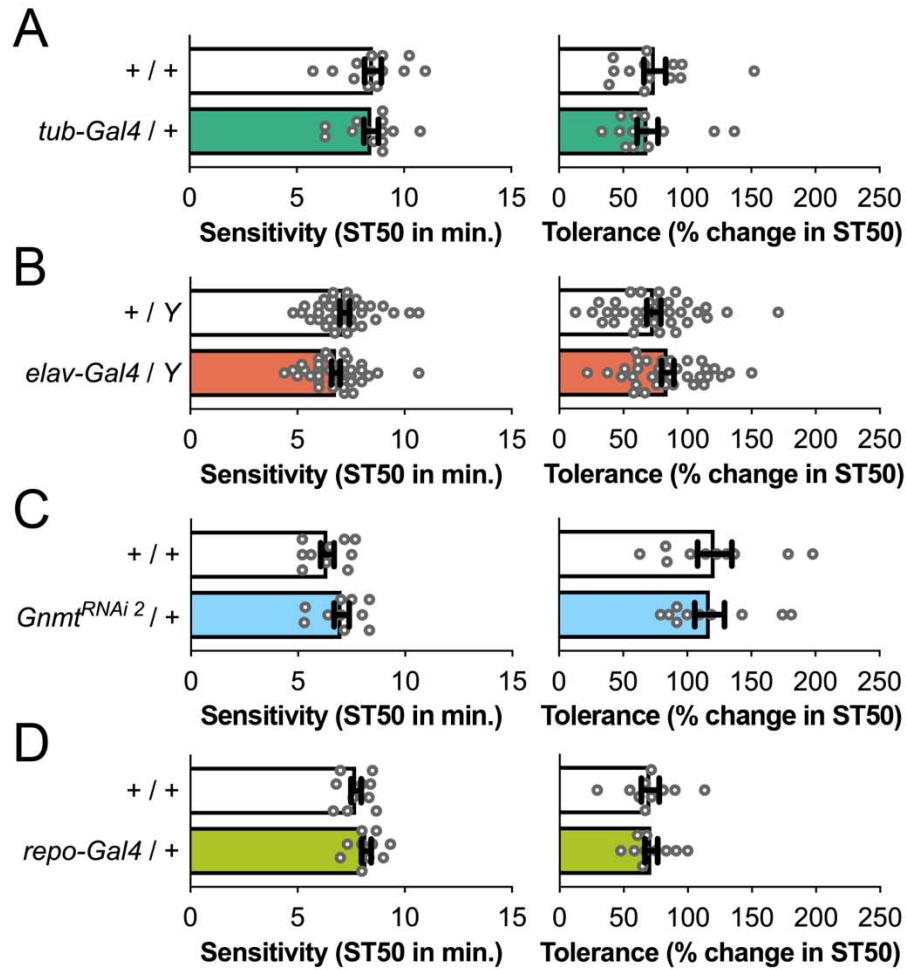 A
+ / +
tub-Gal4 / +
0 5 10 15 0 50 100 150 200 250
Sensitivity (ST50 in min.) Tolerance (% change in ST50)
B
+ / Y
elav-Gal4 / Y
0 5 10 15 0 50 100 150 200 250
Sensitivity (ST50 in min.) Tolerance (% change in ST50)
C
+ / +
Gnmt^RNAi 2 / +
0 5 10 15 0 50 100 150 200 250
Sensitivity (ST50 in min.) Tolerance (% change in ST50)
D
+ / +
repo-Gal4 / +
0 5 10 15 0 50 100 150 200 250
Sensitivity (ST50 in min.) Tolerance (% change in ST50)